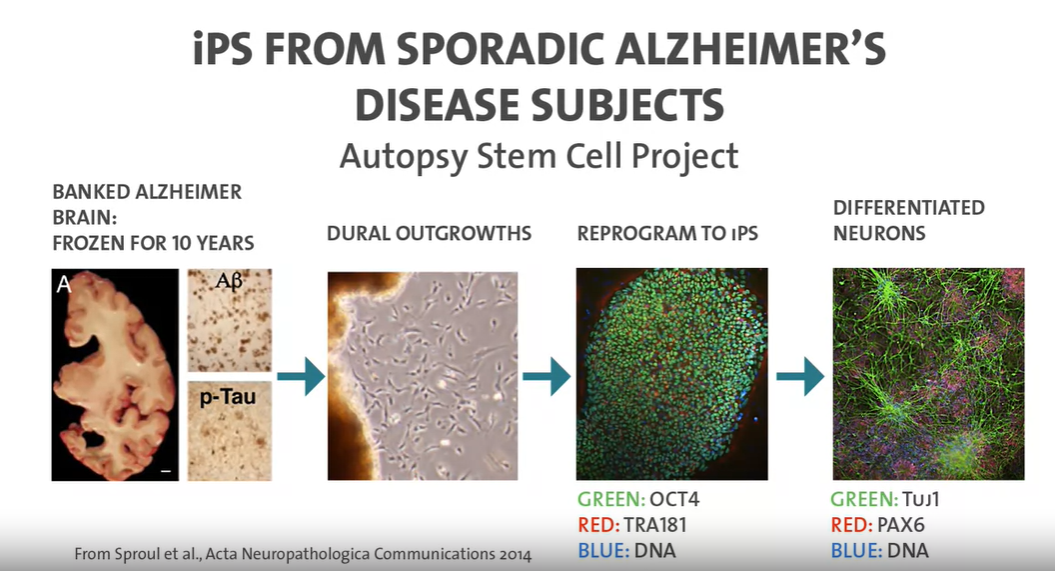 iPS FROM SPORADIC ALZHEIMER'S
DISEASE SUBJECTS
Autopsy Stem Cell Project
BANKED ALZHEIMER
BRAIN:
FROZEN FOR 10 YEARS
A
Aβ
p-Tau
DURAL OUTGROWTHS
REPROGRAM TO iPS
GREEN: OCT4
RED: TRA181
BLUE: DNA
DIFFERENTIATED
NEURONS
GREEN: Tuj1
RED: PAX6
BLUE: DNA
From Sproul et al., Acta Neuropathologica Communications 2014